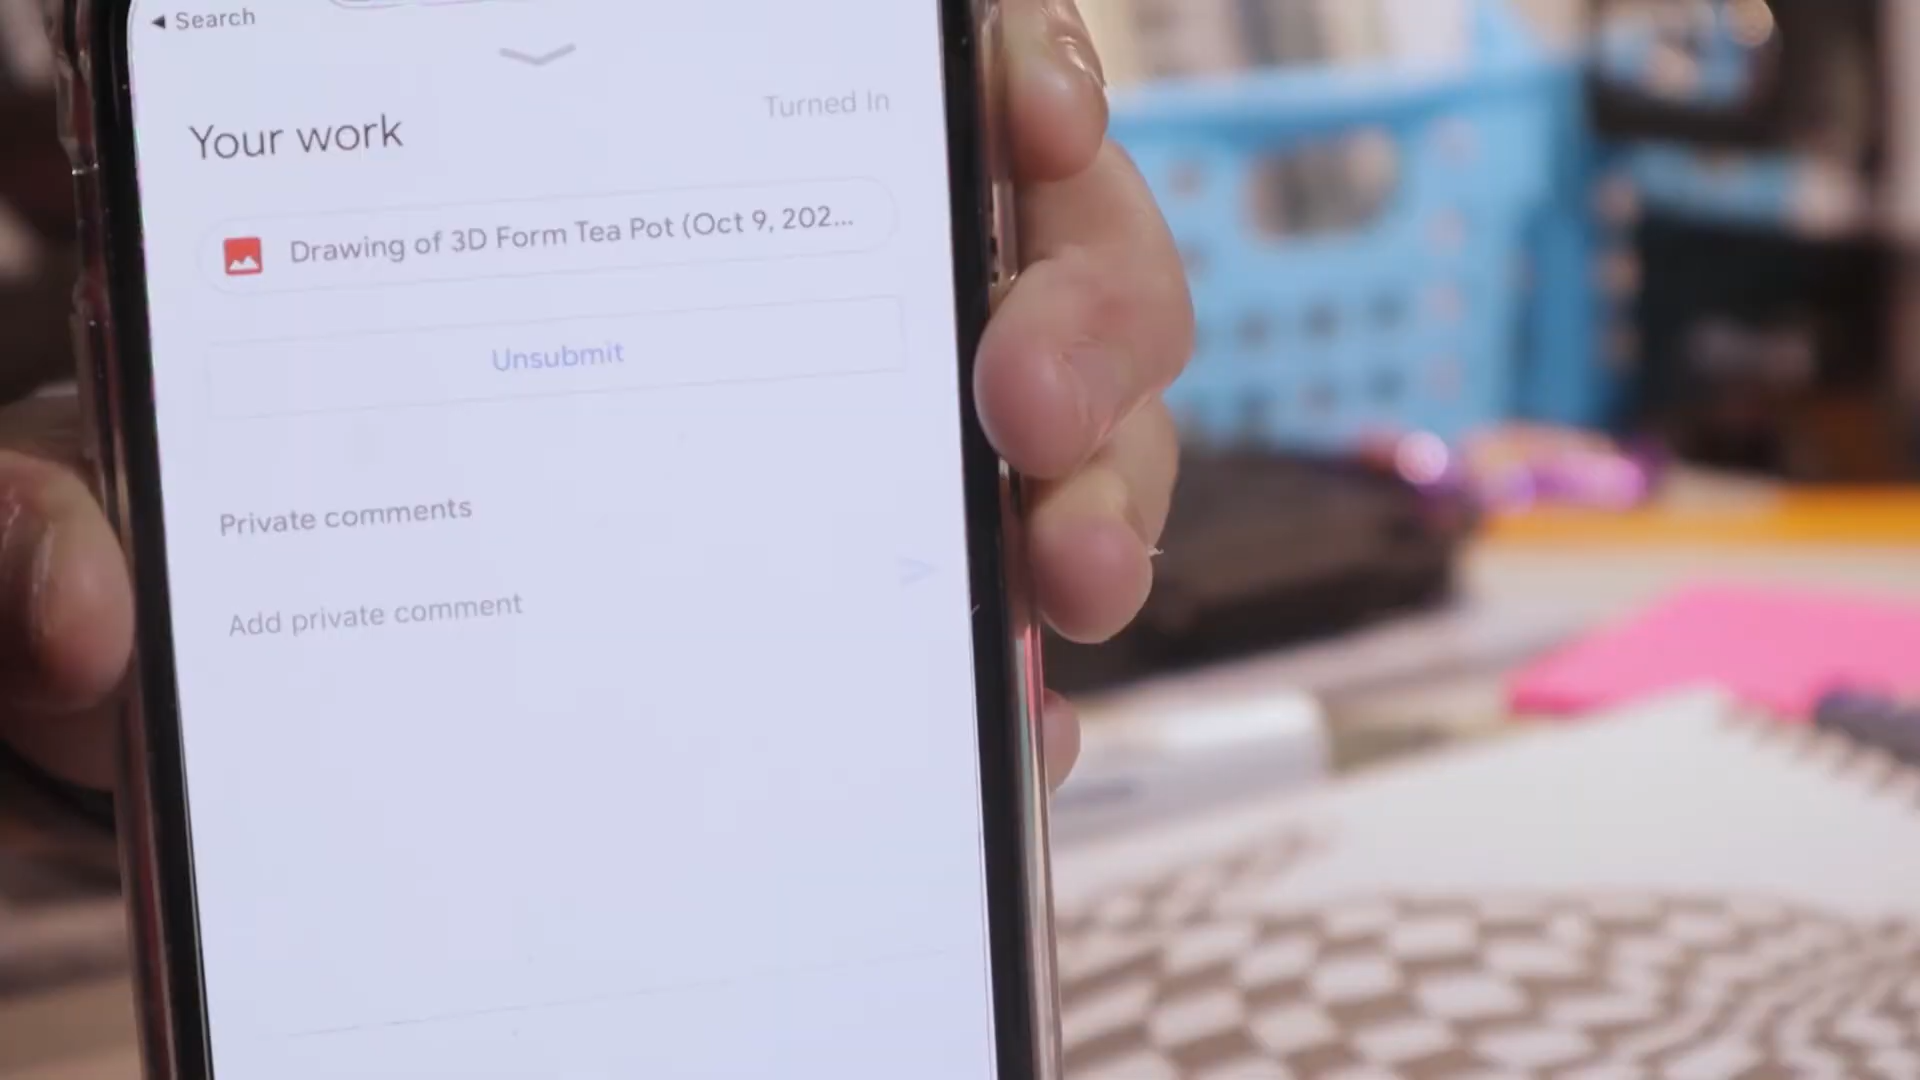 Search
Turned In
Your work
Drawing of 3D Form Tea Pot (Oct 9, 202...
Unsubmit
Private comments
Add private comment